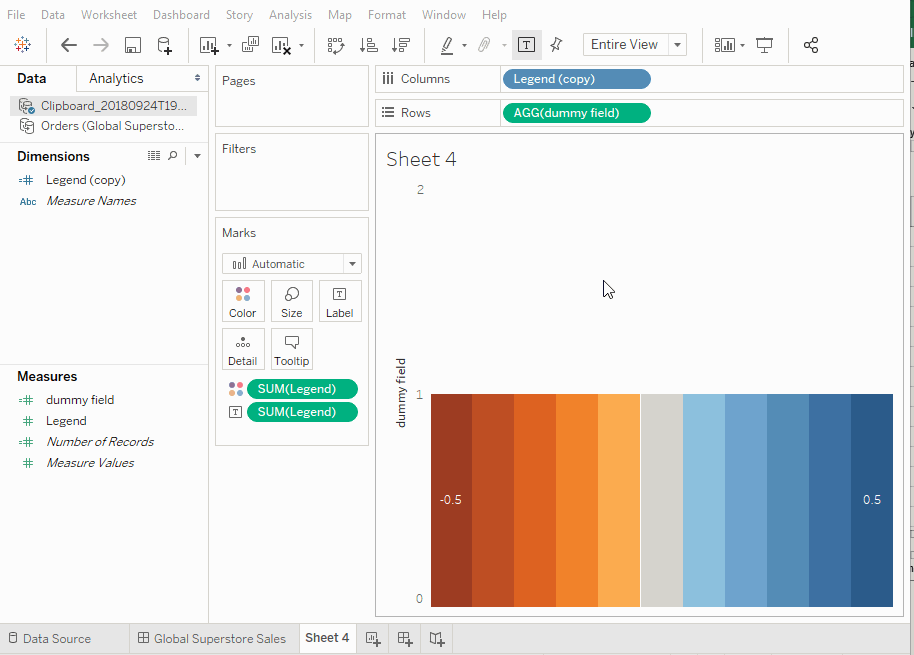 File Data Worksheet Dashboard Story Analysis Map Format Window Help
Entire View
Data Analytics
Clipboard_20180924T19...
Orders (Global Supersto...
Dimensions
Legend (copy)
Abc Measure Names
Measures
dummy field
Legend
Number of Records
Measure Values
Pages
Filters
Marks
Automatic
Color Size Label
Detail Tooltip
SUM(Legend)
SUM(Legend)
Columns Legend (copy)
Rows AGG(dummy field)
Sheet 4
2
1
0
dummy field
-0.5 0.5
Data Source Global Superstore Sales Sheet 4